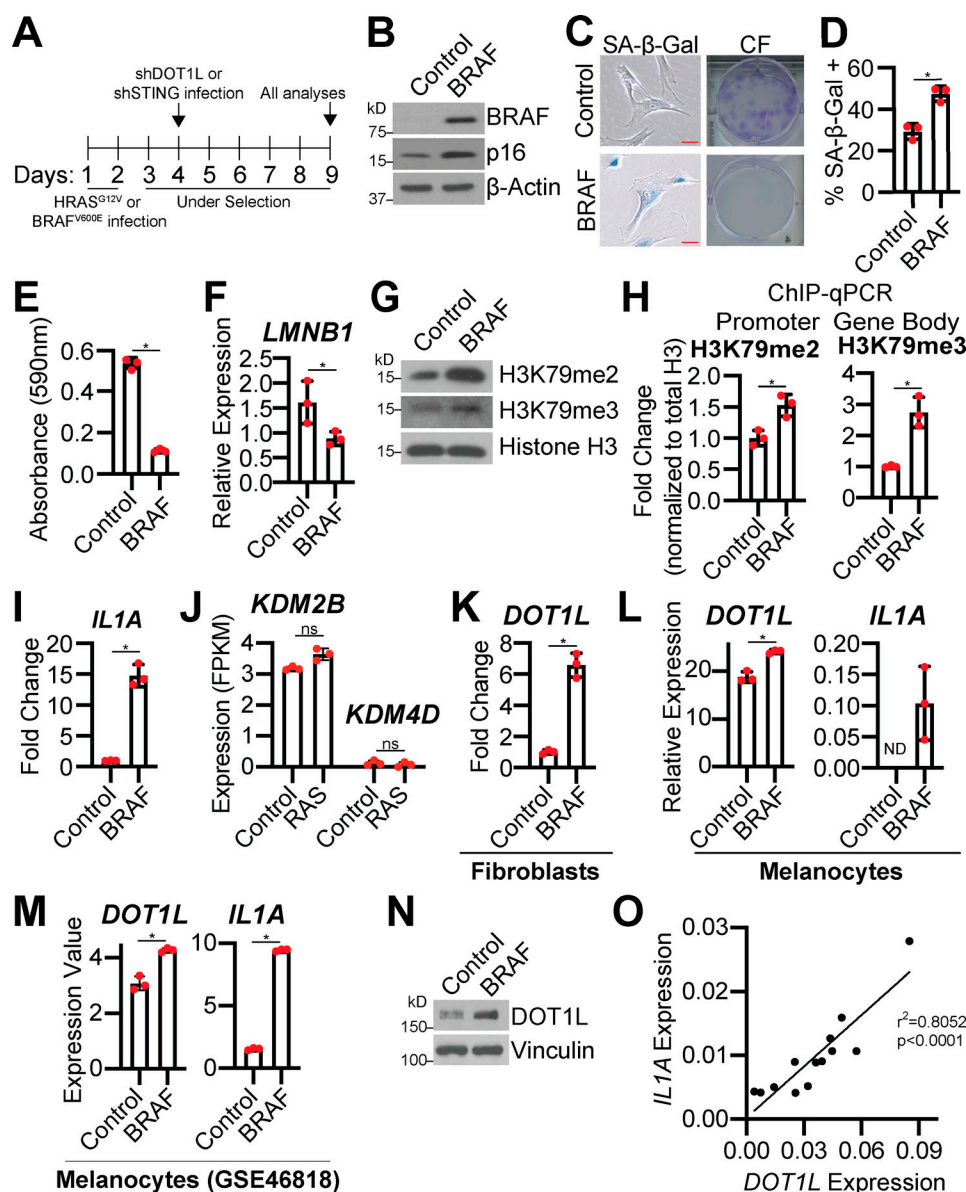 A
shDOT1L or
shSTING infection
All analyses
Days: 1 2 3 4 5 6 7 8 9
HRASG12V or
BRAFV600E infection
Under Selection
B
Control
BRAF
kD
75
BRAF
15
p16
37
β-Actin
C
SA-β-Gal
CF
Control
BRAF
D
% SA-β-Gal +
60
40
20
0
*
Control
BRAF
E
Absorbance (590nm)
0.6
0.4
0.2
0.0
*
Control
BRAF
F
LMNB1
Relative Expression
2.5
2.0
1.5
1.0
0.5
0.0
*
Control
BRAF
G
Control
BRAF
kD
15
H3K79me2
H3K79me3
15
Histone H3
H
ChIP-qPCR
Promoter
H3K79me2
Gene Body
H3K79me3
Fold Change
(normalized to total H3)
2.0
1.5
1.0
0.5
0.0
*
Control
BRAF
4
3
2
1
0
*
Control
BRAF
I
IL1A
Fold Change
20
15
10
5
0
*
Control
BRAF
J
KDM2B
KDM4D
Expression (FPKM)
4
3
2
1
0
ns
ns
Control
RAS
Control
RAS
K
DOT1L
Fold Change
8
6
4
2
0
*
Control
BRAF
Fibroblasts
L
DOT1L
Relative Expression
20
10
0
*
Control
BRAF
IL1A
0.20
0.15
0.10
0.05
0.00
ND
Control
BRAF
Melanocytes
M
DOT1L
Expression Value
4
2
0
*
Control
BRAF
IL1A
10
5
0
*
Control
BRAF
Melanocytes (GSE46818)
N
Control
BRAF
kD
150
DOT1L
100
Vinculin
O
IL1A Expression
0.03
0.02
0.01
0.00
r2=0.8052
p<0.0001
0.00 0.03 0.06 0.09
DOT1L Expression